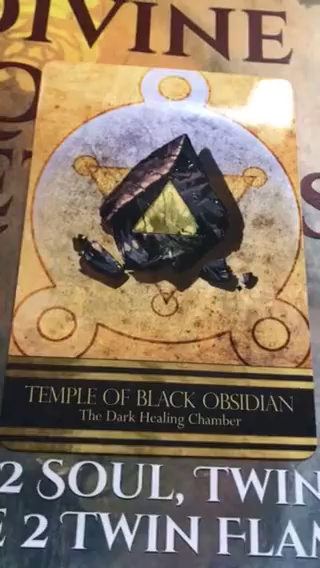 DIVINE
TEMPLE OF BLACK OBSIDIAN
The Dark Healing Chamber
2 SOUL, TWIN
2 TWIN FLAM